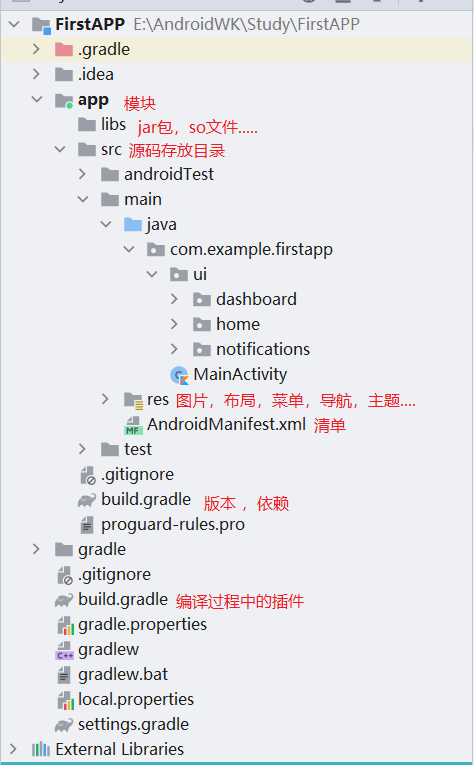 FirstAPP E:\AndroidWK\Study\FirstAPP
.gradle
.idea
app 模块
libs jar包，so文件.....
src 源码存放目录
androidTest
main
java
com.example.firstapp
ui
dashboard
home
notifications
MainActivity
res 图片，布局，菜单，导航，主题....
MF AndroidManifest.xml 清单
test
.gitignore
build.gradle 版本 ，依赖
proguard-rules.pro
gradle
.gitignore
build.gradle 编译过程中的插件
gradle.properties
C++ gradlew
gradlew.bat
local.properties
settings.gradle
External Libraries